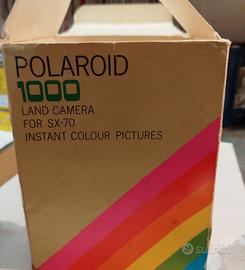 POLAROID
1000
LAND CAMERA
FOR SX-70
INSTANT COLOUR PICTURES
Subito